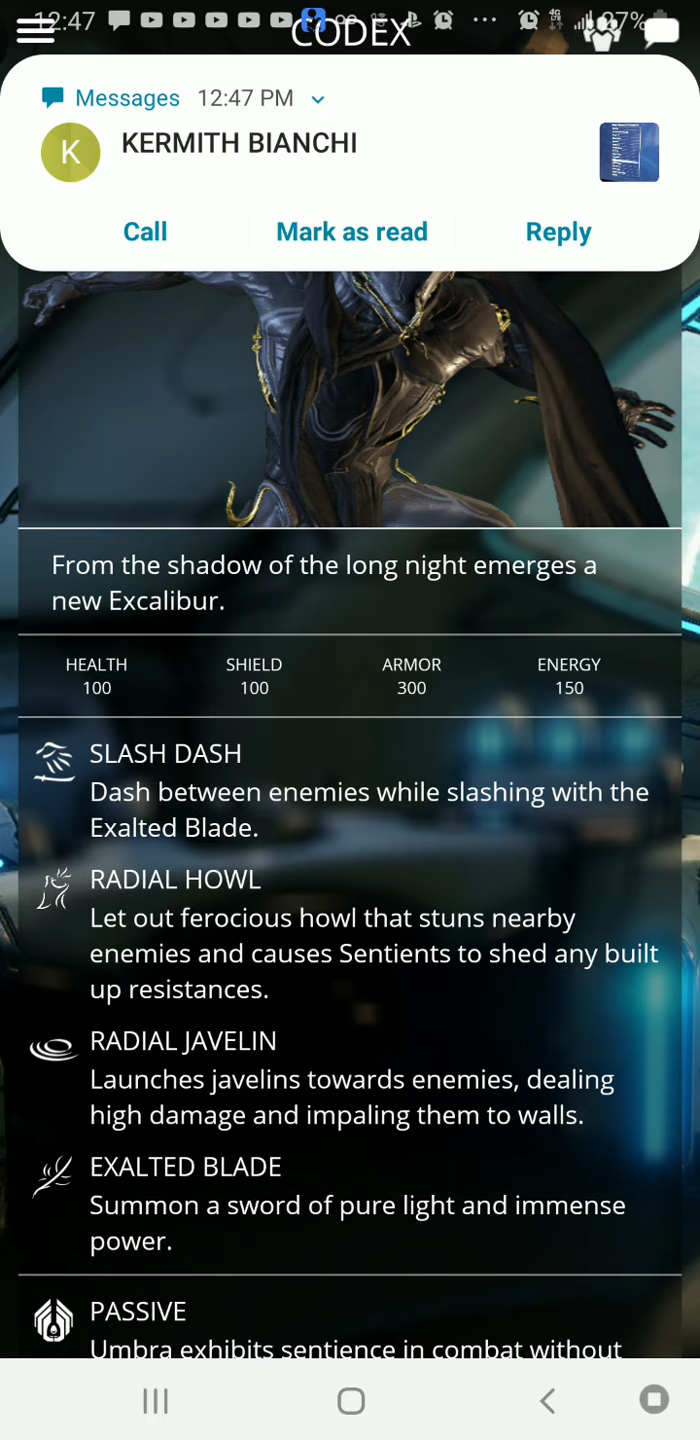 12:47
CODEX
27%
Messages 12:47 PM
K
KERMITH BIANCHI
Call Mark as read Reply
From the shadow of the long night emerges a
new Excalibur.
HEALTH SHIELD ARMOR ENERGY
100 100 300 150
SLASH DASH
Dash between enemies while slashing with the
Exalted Blade.
RADIAL HOWL
Let out ferocious howl that stuns nearby
enemies and causes Sentients to shed any built
up resistances.
RADIAL JAVELIN
Launches javelins towards enemies, dealing
high damage and impaling them to walls.
EXALTED BLADE
Summon a sword of pure light and immense
power.
PASSIVE
Umbra exhibits sentience in combat without